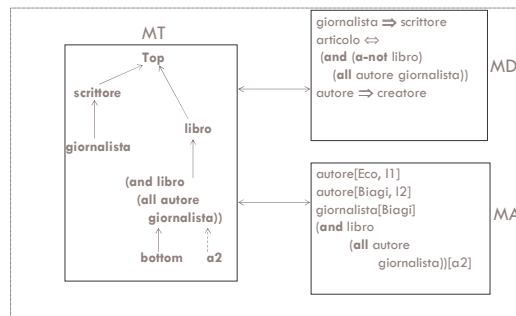 MT
Top
scrittore
libro
giornalista
(and libro
(all autore
giornalista))
bottom
a2
giornalista ⇒ scrittore
articolo ⇔
(and (a-not libro)
(all autore giornalista))
autore ⇒ creatore
MD
autore[Eco, l1]
autore[Biagi, l2]
giornalista[Biagi]
(and libro
(all autore
giornalista))[a2]
MA